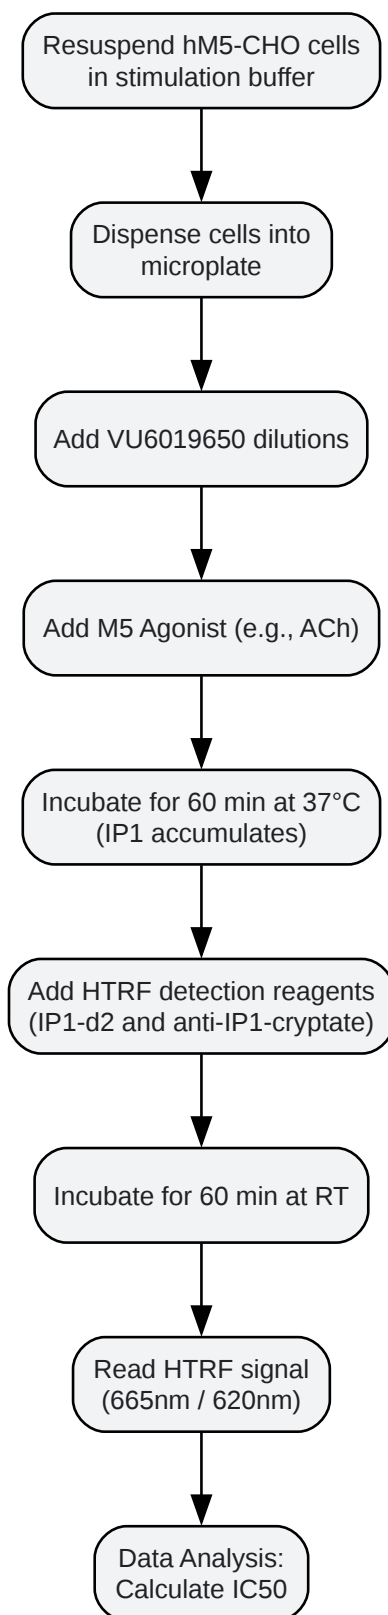 Resuspend hM5-CHO cells
in stimulation buffer
Dispense cells into
microplate
Add VU6019650 dilutions
Add M5 Agonist (e.g., ACh)
Incubate for 60 min at 37°C
(IP1 accumulates)
Add HTRF detection reagents
(IP1-d2 and anti-IP1-cryptate)
Incubate for 60 min at RT
Read HTRF signal
(665nm / 620nm)
Data Analysis:
Calculate IC50